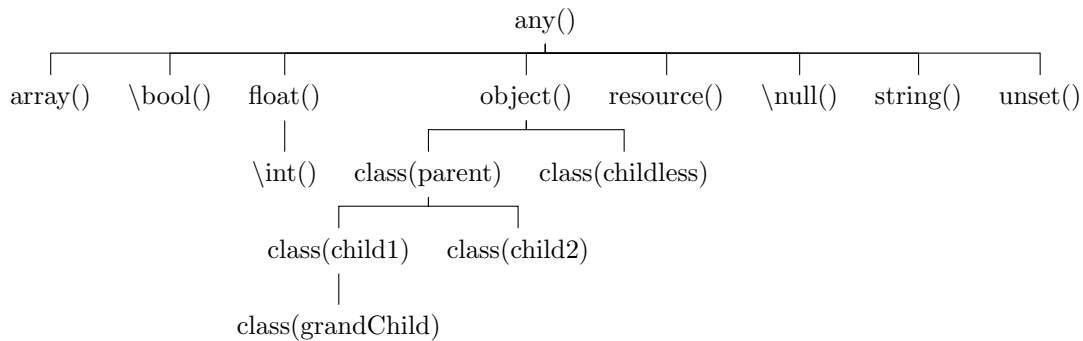 any()
array() \bool() float() object() resource() \null() string() unset()
\int() class(parent) class(childless)
class(child1) class(child2)
class(grandChild)